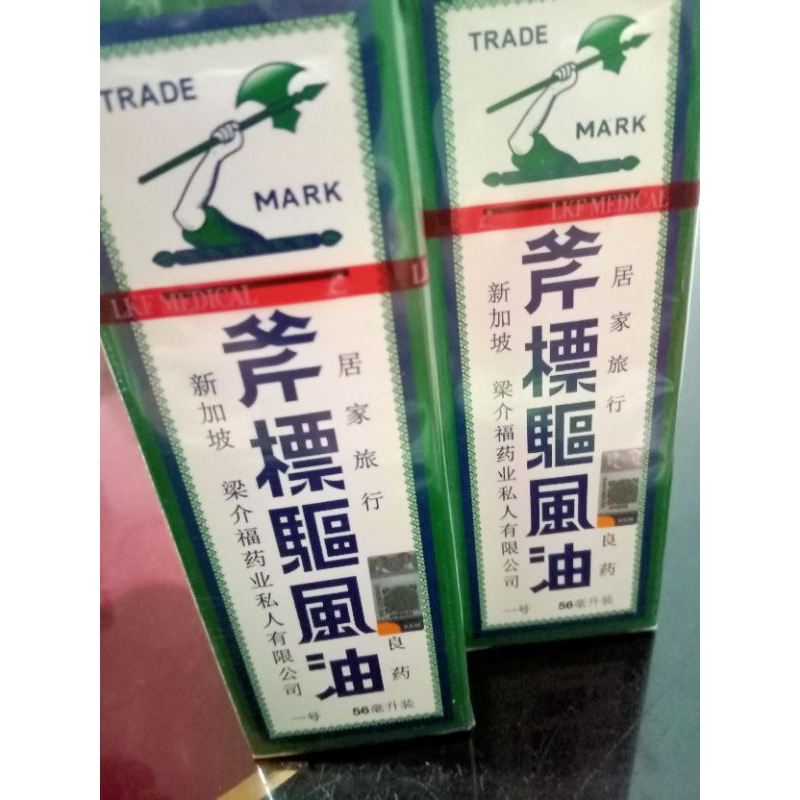 TRADE
MARK
LKF MEDICAL
斧標驅風油
居家旅行
良药
新加坡
梁介福药业私人有限公司
一号
56毫升装
TRADE
MARK
LKF MEDICAL
斧標驅風油
居家旅行
良药
新加坡
梁介福药业私人有限公司
一号
56毫升装